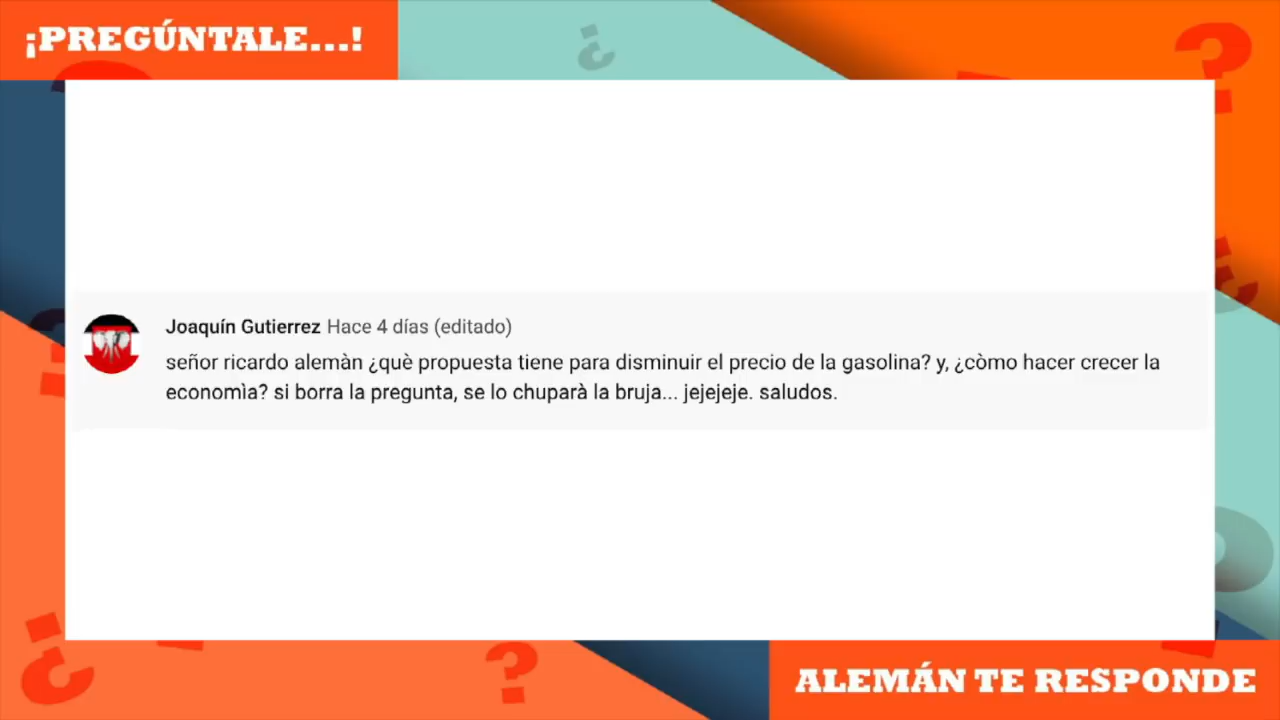 ¡PREGÚNTALE...!
Joaquín Gutierrez Hace 4 días (editado)
señor ricardo alemàn ¿què propuesta tiene para disminuir el precio de la gasolina? y, ¿còmo hacer crecer la
economìa? si borra la pregunta, se lo chuparà la bruja... jejejeje. saludos.
ALEMÁN TE RESPONDE